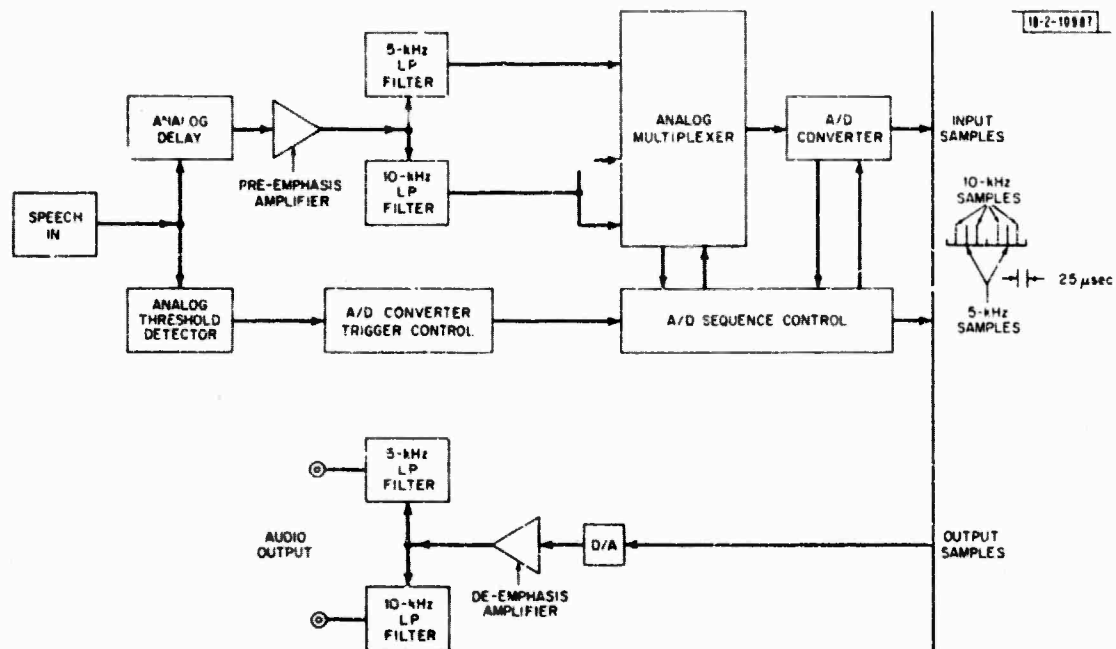 18-2-10987
5-kHz
LP
FILTER
ANALOG
DELAY
PRE-EMPHASIS
AMPLIFIER
10-kHz
LP
FILTER
ANALOG
MULTIPLEXER
A/D
CONVERTER
INPUT
SAMPLES
SPEECH
IN
10-kHz
SAMPLES
25 µsec
5-kHz
SAMPLES
ANALOG
THRESHOLD
DETECTOR
A/D CONVERTER
TRIGGER CONTROL
A/D SEQUENCE CONTROL
5-kHz
LP
FILTER
AUDIO
OUTPUT
D/A
OUTPUT
SAMPLES
DE-EMPHASIS
AMPLIFIER
10-kHz
LP
FILTER